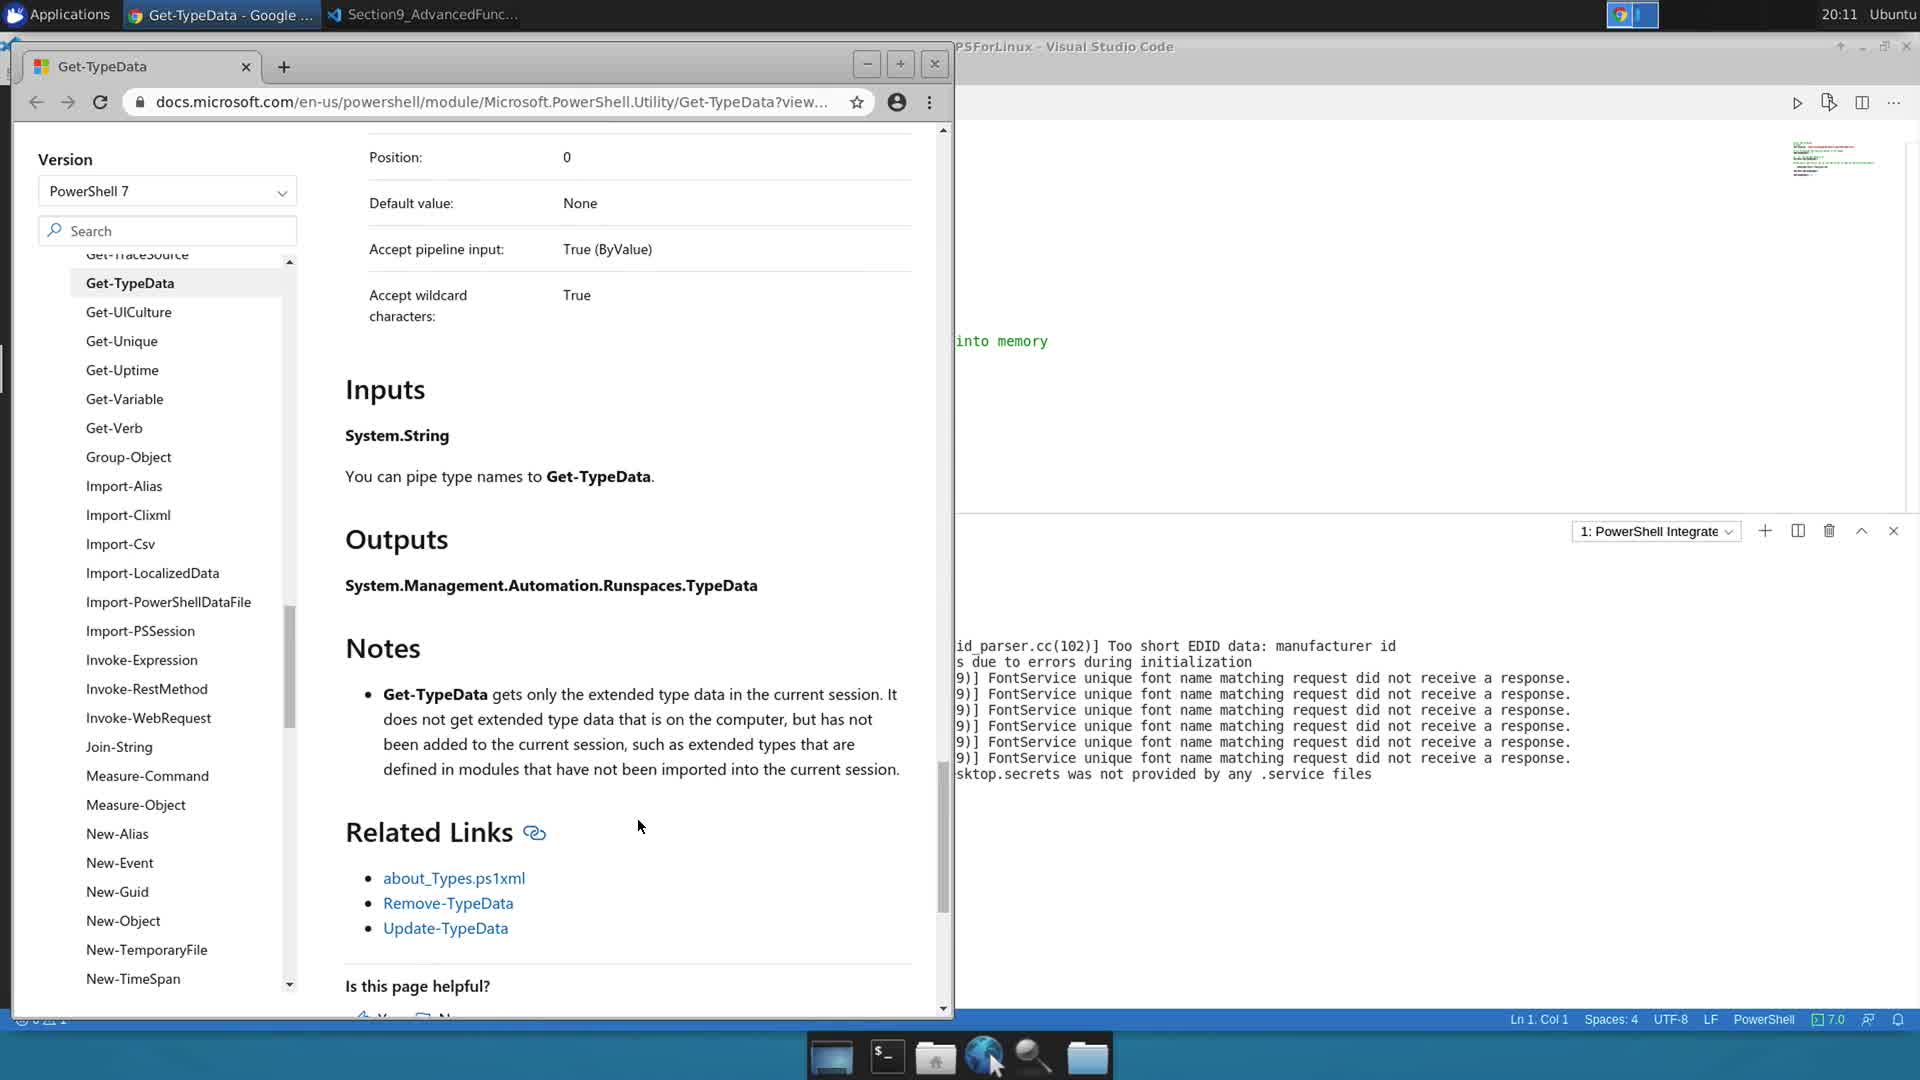 Applications
Get-TypeData - Google ...
Section9_AdvancedFunc...
20:11 Ubuntu
PSForLinux - Visual Studio Code
Get-TypeData
docs.microsoft.com/en-us/powershell/module/Microsoft.PowerShell.Utility/Get-TypeData?view...
Version
PowerShell 7
Search
Get-TraceSource
Get-TypeData
Get-UICulture
Get-Unique
Get-Uptime
Get-Variable
Get-Verb
Group-Object
Import-Alias
Import-Clixml
Import-Csv
Import-LocalizedData
Import-PowerShellDataFile
Import-PSSession
Invoke-Expression
Invoke-RestMethod
Invoke-WebRequest
Join-String
Measure-Command
Measure-Object
New-Alias
New-Event
New-Guid
New-Object
New-TemporaryFile
New-TimeSpan
Position: 0
Default value: None
Accept pipeline input: True (ByValue)
Accept wildcard True
characters:
Inputs
System.String
You can pipe type names to Get-TypeData.
Outputs
System.Management.Automation.Runspaces.TypeData
Notes
Get-TypeData gets only the extended type data in the current session. It
does not get extended type data that is on the computer, but has not
been added to the current session, such as extended types that are
defined in modules that have not been imported into the current session.
Related Links
about_Types.ps1xml
Remove-TypeData
Update-TypeData
Is this page helpful?
into memory
1: PowerShell Integrate
id_parser.cc(102)] Too short EDID data: manufacturer id
s due to errors during initialization
9)] FontService unique font name matching request did not receive a response.
9)] FontService unique font name matching request did not receive a response.
9)] FontService unique font name matching request did not receive a response.
9)] FontService unique font name matching request did not receive a response.
9)] FontService unique font name matching request did not receive a response.
9)] FontService unique font name matching request did not receive a response.
esktop.secrets was not provided by any .service files
Ln 1, Col 1 Spaces: 4 UTF-8 LF PowerShell 7.0